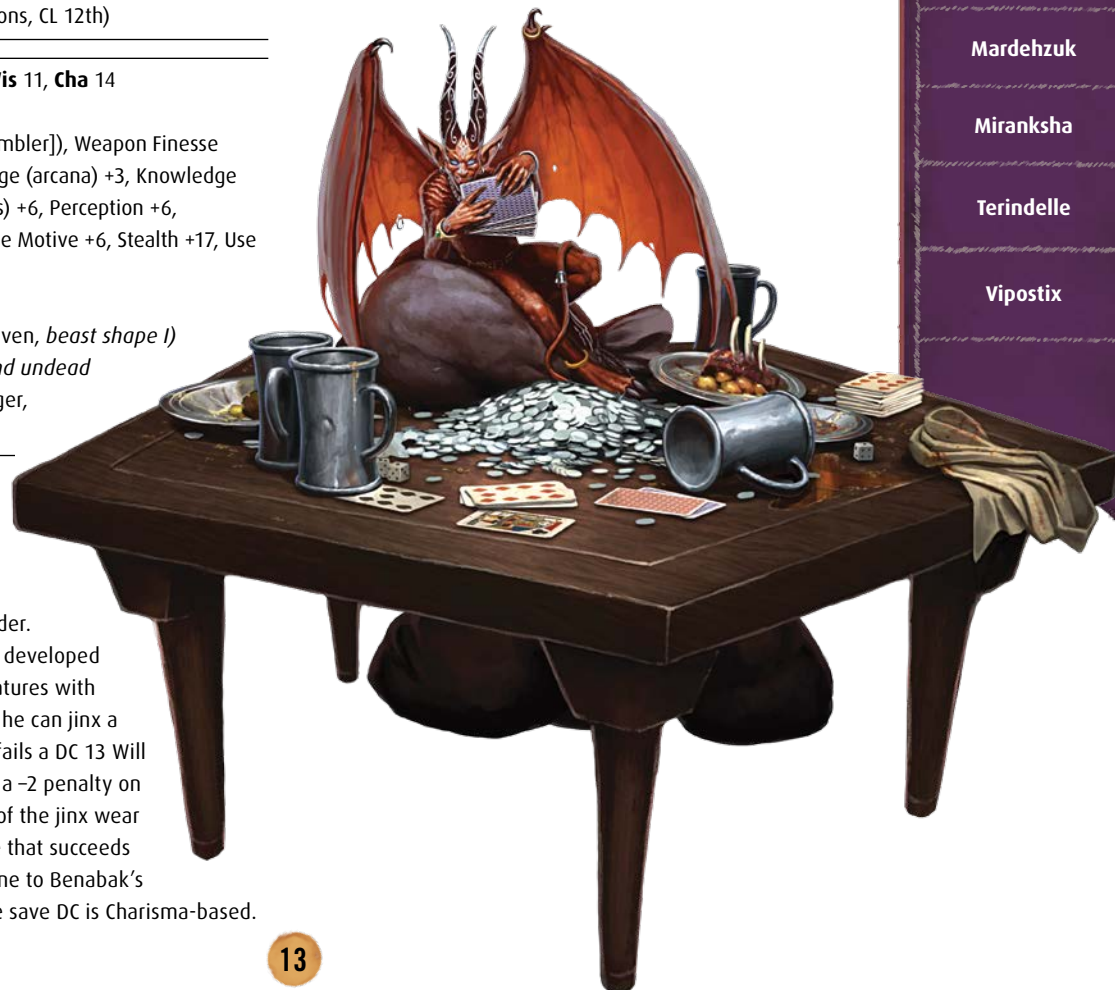 ons, CL 12th)
Wis 11, Cha 14
mbler]), Weapon Finesse
ge (arcana) +3, Knowledge
s) +6, Perception +6,
e Motive +6, Stealth +17, Use
ven, beast shape I)
nd undead
ger,
der.
developed
atures with
he can jinx a
fails a DC 13 Will
a –2 penalty on
of the jinx wear
that succeeds
ne to Benabak's
e save DC is Charisma-based.
13
Mardehzuk
Miranksha
Terindelle
Vipostix